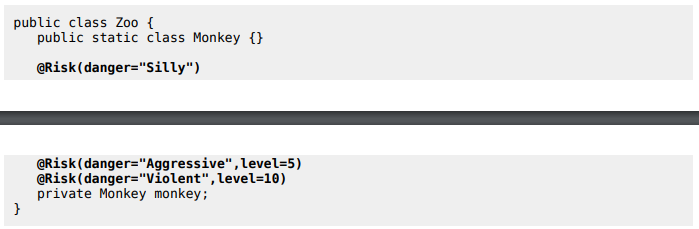 public class Zoo {
   public static class Monkey {}
   @Risk(danger="Silly")
   @Risk(danger="Aggressive",level=5)
   @Risk(danger="Violent",level=10)
   private Monkey monkey;
}